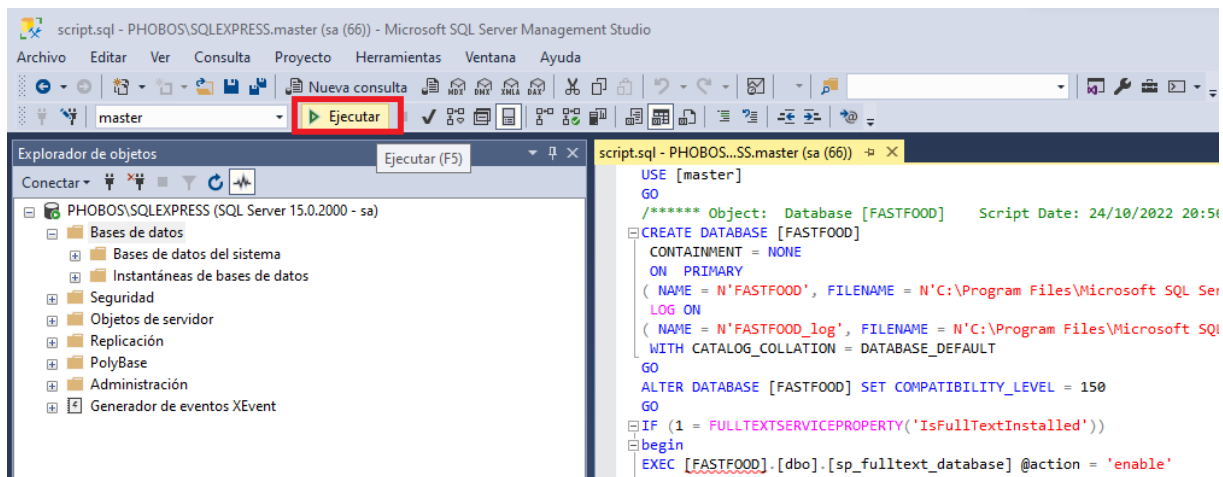 script.sql - PHOBOS\SQLEXPRESS.master (sa (66)) - Microsoft SQL Server Management Studio
Archivo Editar Ver Consulta Proyecto Herramientas Ventana Ayuda
Nueva consulta MDX DMX XMLA DAX
master Ejecutar
Explorador de objetos
Ejecutar (F5)
Conectar
PHOBOS\SQLEXPRESS (SQL Server 15.0.2000 - sa)
Bases de datos
Bases de datos del sistema
Instantáneas de bases de datos
Seguridad
Objetos de servidor
Replicación
PolyBase
Administración
Generador de eventos XEvent
script.sql - PHOBOS...SS.master (sa (66))
USE [master]
GO
/****** Object: Database [FASTFOOD] Script Date: 24/10/2022 20:56
CREATE DATABASE [FASTFOOD]
CONTAINMENT = NONE
ON PRIMARY
( NAME = N'FASTFOOD', FILENAME = N'C:\Program Files\Microsoft SQL Ser
LOG ON
( NAME = N'FASTFOOD_log', FILENAME = N'C:\Program Files\Microsoft SQL
WITH CATALOG_COLLATION = DATABASE_DEFAULT
GO
ALTER DATABASE [FASTFOOD] SET COMPATIBILITY_LEVEL = 150
GO
IF (1 = FULLTEXTSERVICEPROPERTY('IsFullTextInstalled'))
begin
EXEC [FASTFOOD].[dbo].[sp_fulltext_database] @action = 'enable'